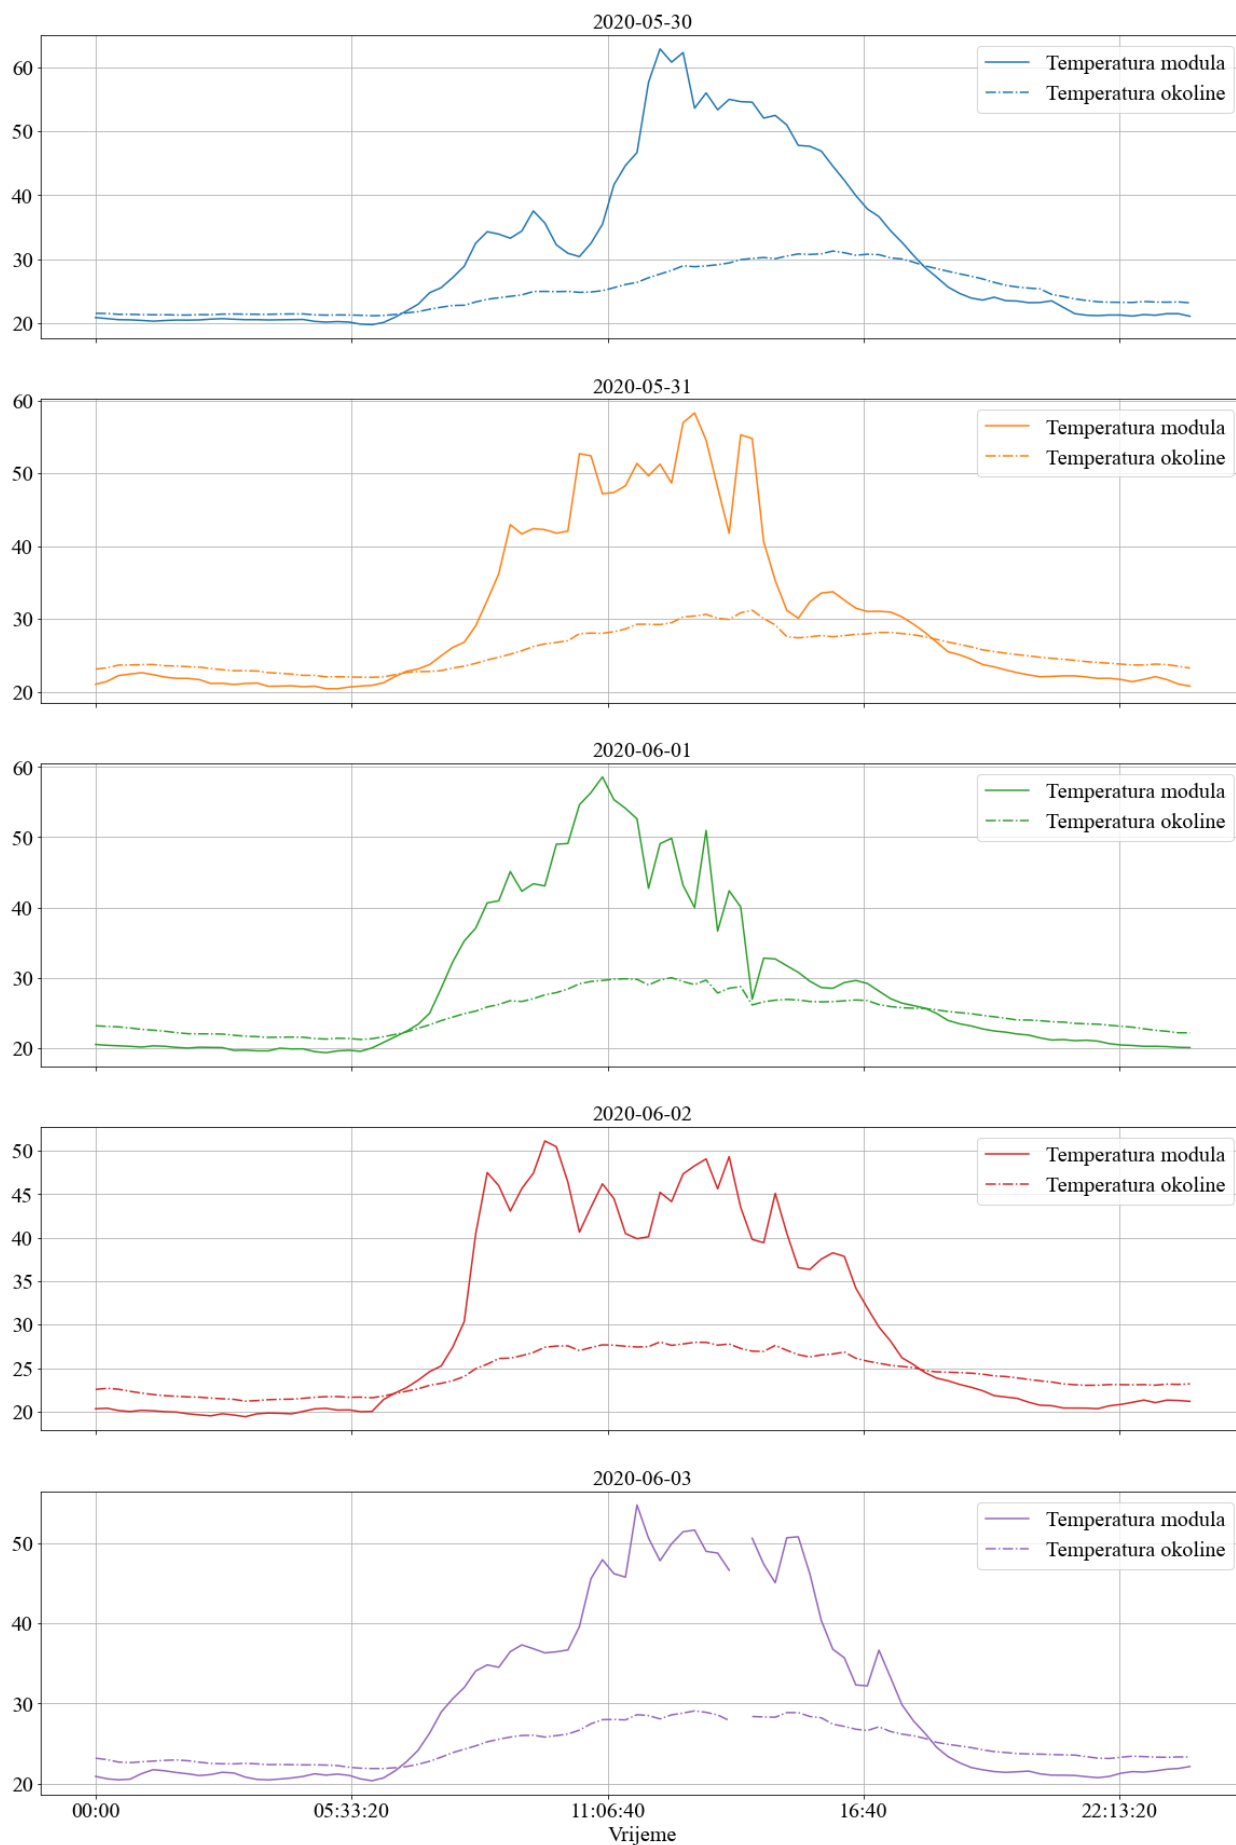 2020-05-30
60
50
40
30
20
Temperatura modula
Temperatura okoline
2020-05-31
60
50
40
30
20
Temperatura modula
Temperatura okoline
2020-06-01
60
50
40
30
20
Temperatura modula
Temperatura okoline
2020-06-02
50
45
40
35
30
25
20
Temperatura modula
Temperatura okoline
2020-06-03
50
40
30
20
Temperatura modula
Temperatura okoline
00:00 05:33:20 11:06:40 16:40 22:13:20
Vrijeme